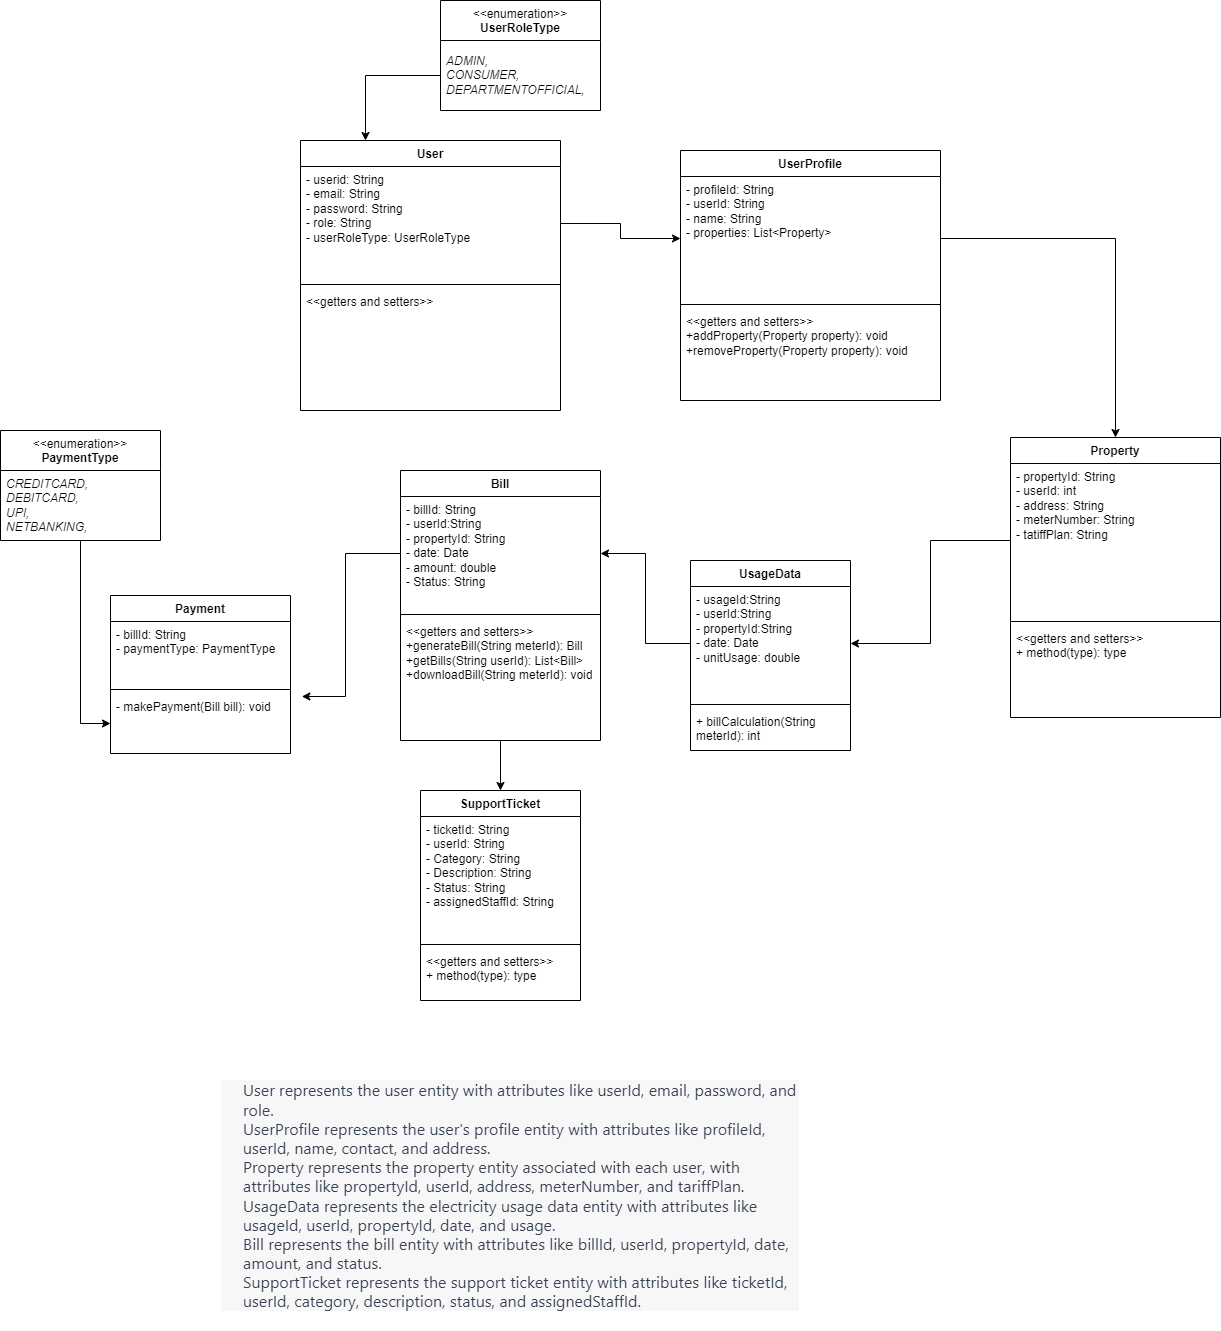 <<enumeration>>
UserRoleType
ADMIN,
CONSUMER,
DEPARTMENTOFFICIAL,
User
- userid: String
- email: String
- password: String
- role: String
- userRoleType: UserRoleType
<<getters and setters>>
UserProfile
- profileId: String
- userId: String
- name: String
- properties: List<Property>
<<getters and setters>>
+addProperty(Property property): void
+removeProperty(Property property): void
<<enumeration>>
PaymentType
CREDITCARD,
DEBITCARD,
UPI,
NETBANKING,
Property
- propertyId: String
- userId: int
- address: String
- meterNumber: String
- tatiffPlan: String
<<getters and setters>>
+ method(type): type
Bill
- billId: String
- userId:String
- propertyId: String
- date: Date
- amount: double
- Status: String
<<getters and setters>>
+generateBill(String meterId): Bill
+getBills(String userId): List<Bill>
+downloadBill(String meterId): void
UsageData
- usageId:String
- userId:String
- propertyId:String
- date: Date
- unitUsage: double
+ billCalculation(String
meterId): int
Payment
- billId: String
- paymentType: PaymentType
- makePayment(Bill bill): void
SupportTicket
- ticketId: String
- userId: String
- Category: String
- Description: String
- Status: String
- assignedStaffId: String
<<getters and setters>>
+ method(type): type
User represents the user entity with attributes like userId, email, password, and
role.
UserProfile represents the user's profile entity with attributes like profileId,
userId, name, contact, and address.
Property represents the property entity associated with each user, with
attributes like propertyId, userId, address, meterNumber, and tariffPlan.
UsageData represents the electricity usage data entity with attributes like
usageId, userId, propertyId, date, and usage.
Bill represents the bill entity with attributes like billId, userId, propertyId, date,
amount, and status.
SupportTicket represents the support ticket entity with attributes like ticketId,
userId, category, description, status, and assignedStaffId.